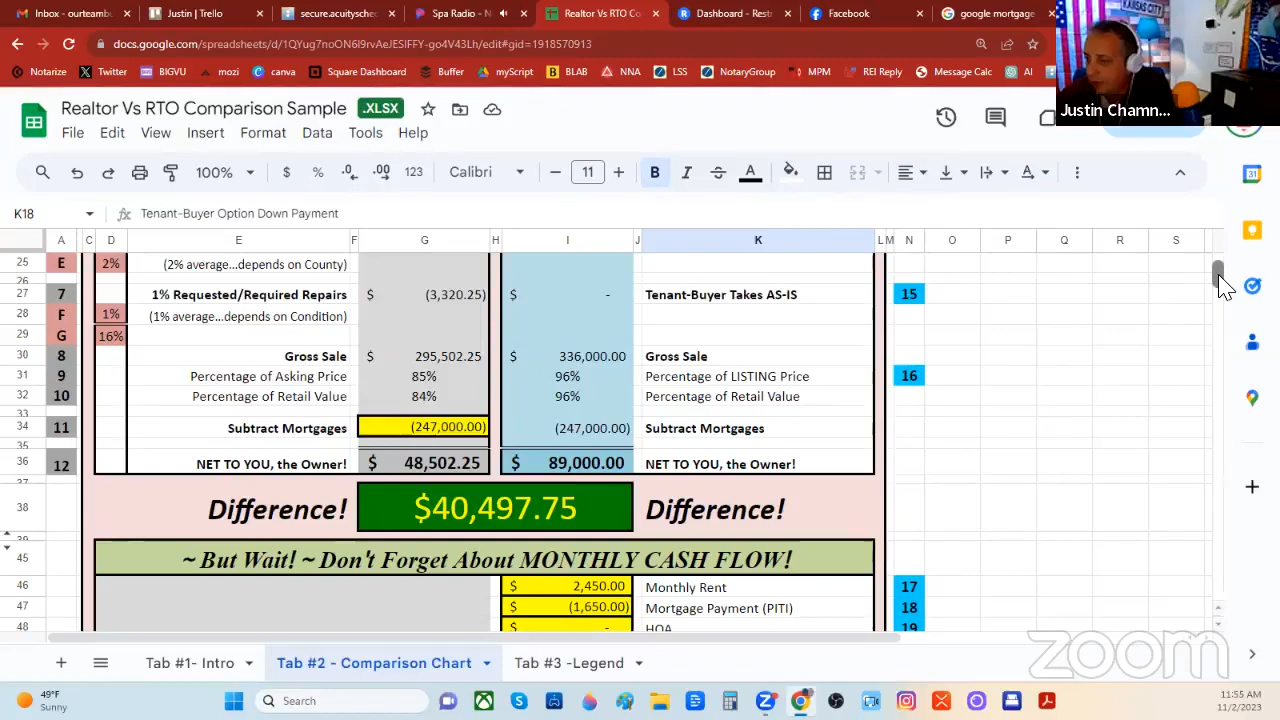 Inbox - ourteambu
Justin | Trello
secure.acuitysche
Spa Radio - N
Realtor Vs RTO Co
Dashboard - Restr
Facebook
google mortgage
docs.google.com/spreadsheets/d/1QYug7noON6I9rvAeJESIFFY-go4V43Lh/edit#gid=1918570913
Notarize
Twitter
BIGVU
mozi
canva
Square Dashboard
Buffer
myScript
BLAB
NNA
LSS
NotaryGroup
MPM
REI Reply
Message Calc
AI
KANSAS CITY
Justin Chamn...
Realtor Vs RTO Comparison Sample .XLSX
File Edit View Insert Format Data Tools Help
100% $ % .0 .00 123 Calibri 11 B I S A
K18 fx Tenant-Buyer Option Down Payment
A C D E F G H I J K L M N O P Q R S
25 E 2% (2% average...depends on County)
26
27 7 1% Requested/Required Repairs $ (3,320.25) $ - Tenant-Buyer Takes AS-IS 15
28 F 1% (1% average...depends on Condition)
29 G 16%
30 8 Gross Sale $ 295,502.25 $ 336,000.00 Gross Sale
31 9 Percentage of Asking Price 85% 96% Percentage of LISTING Price 16
32 10 Percentage of Retail Value 84% 96% Percentage of Retail Value
33
34 11 Subtract Mortgages (247,000.00) (247,000.00) Subtract Mortgages
35
36 12 NET TO YOU, the Owner! $ 48,502.25 $ 89,000.00 NET TO YOU, the Owner!
37
38 Difference! $40,497.75 Difference!
39
45 ~ But Wait! ~ Don't Forget About MONTHLY CASH FLOW!
46 $ 2,450.00 Monthly Rent 17
47 $ (1,650.00) Mortgage Payment (PITI) 18
48 $ - HOA 19
zoom
Tab #1- Intro
Tab #2 - Comparison Chart
Tab #3 -Legend
49°F
Sunny
Search
11:55 AM
11/2/2023
31